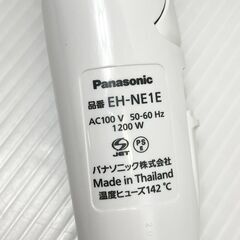 Panasonic
品番 EH-NE1E
AC100 V 50-60 Hz
1200 W
JET PS E
パナソニック株式会社
Made in Thailand
温度ヒューズ142 ℃